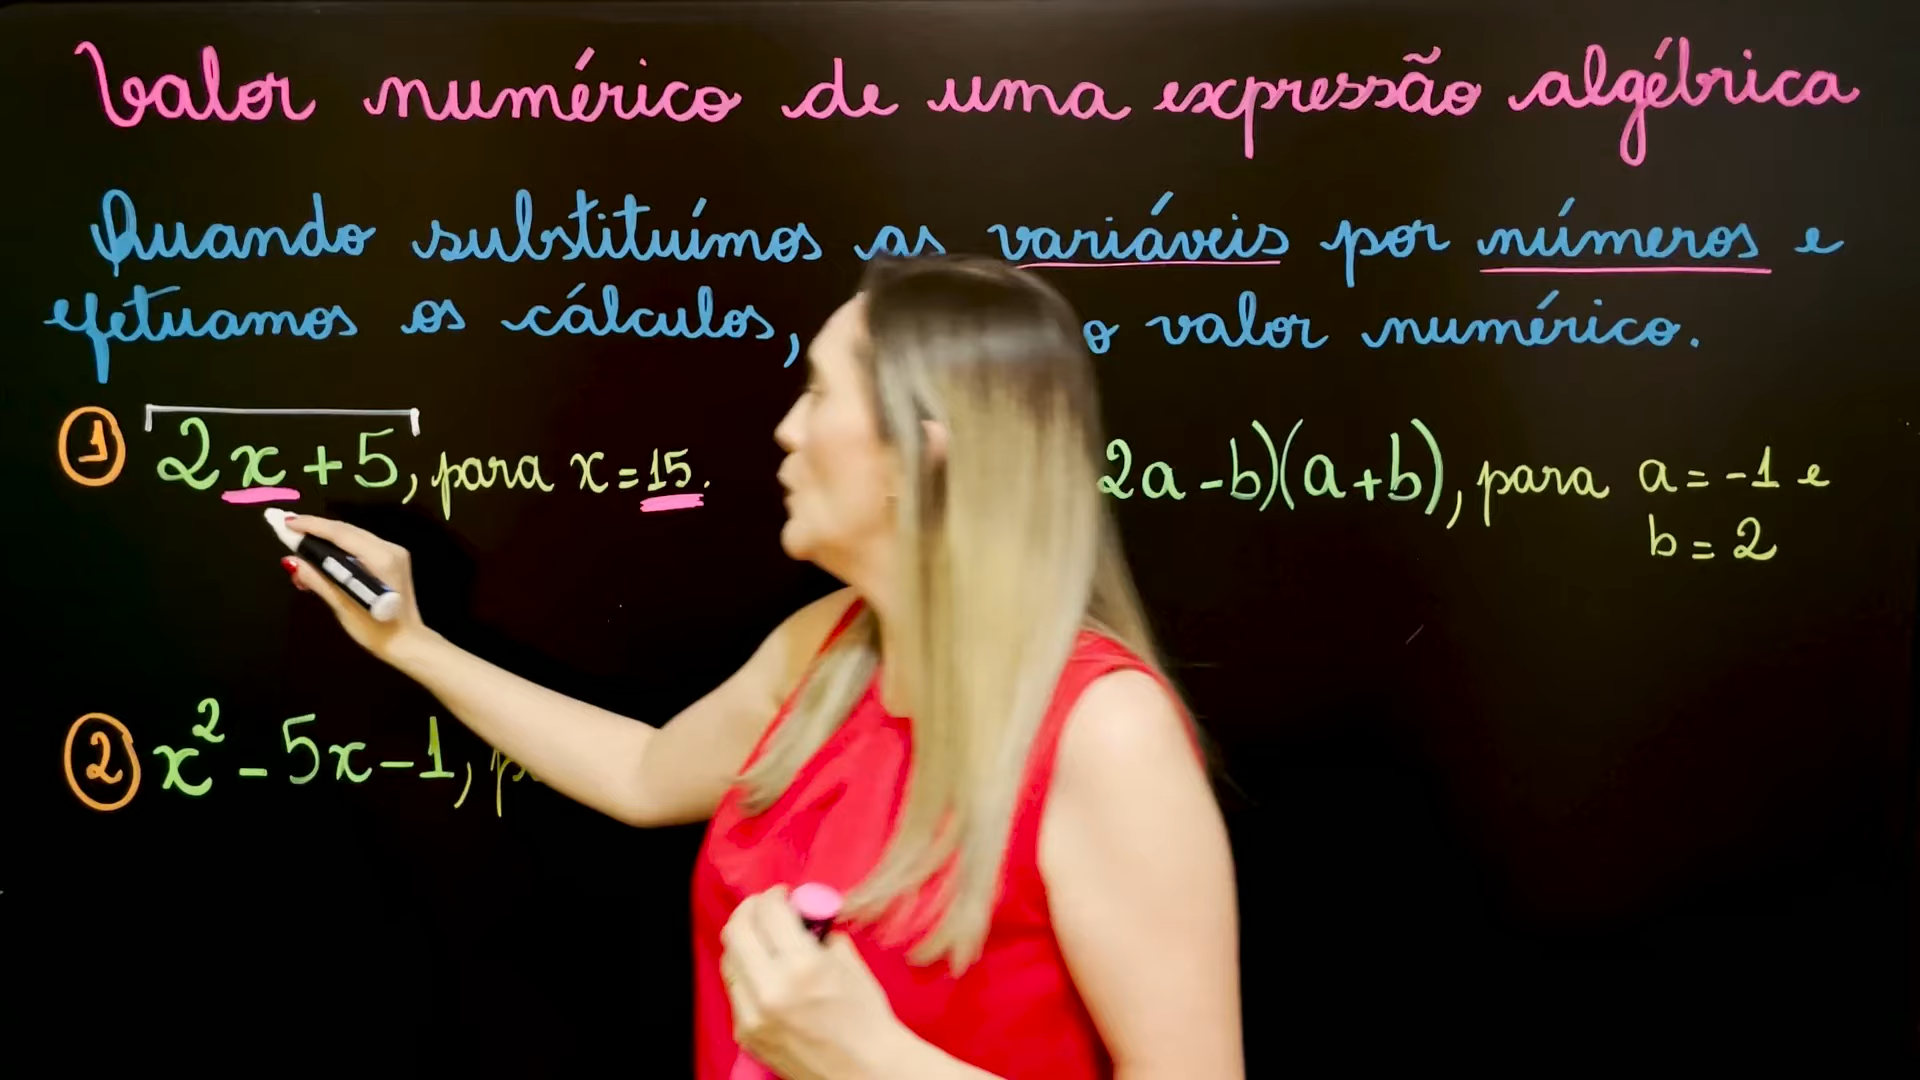 Valor numérico de uma expressão algébrica
Quando substituímos as variáveis por números e
efetuamos os cálculos, o valor numérico.
1 2x + 5, para x = 15.
2a - b)(a + b), para a = -1 e
b = 2
2 x² - 5x - 1,